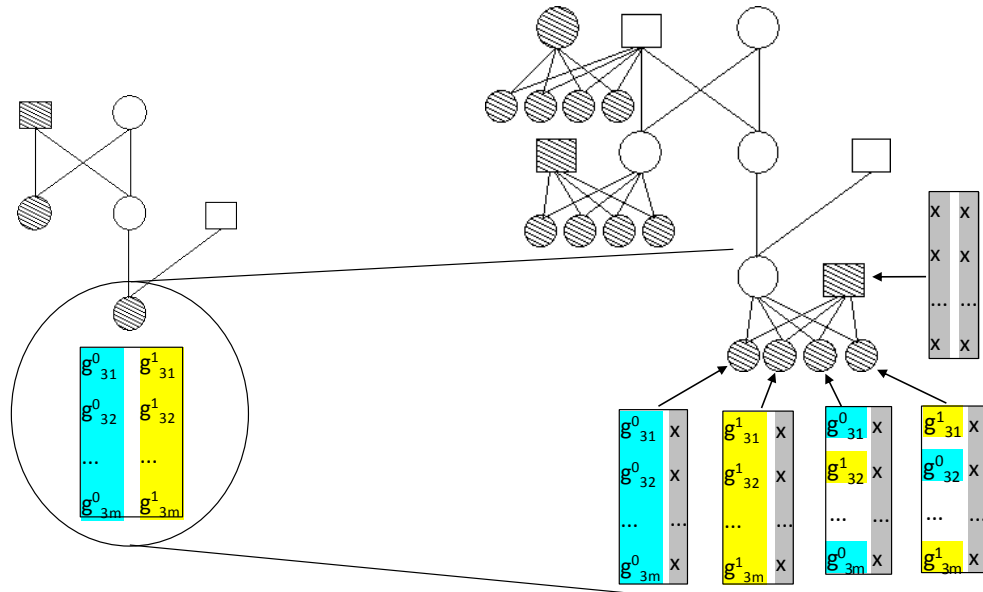 x x
x x
... ...
x x
g⁰₃₁ g¹₃₁
g⁰₃₂ g¹₃₂
... ...
g⁰₃ₘ g¹₃ₘ
g⁰₃₁ x
g⁰₃₂ x
... ...
g⁰₃ₘ x
g¹₃₁ x
g¹₃₂ x
... ...
g¹₃ₘ x
g⁰₃₁ x
g¹₃₂ x
... ...
g⁰₃ₘ x
g¹₃₁ x
g⁰₃₂ x
... ...
g¹₃ₘ x